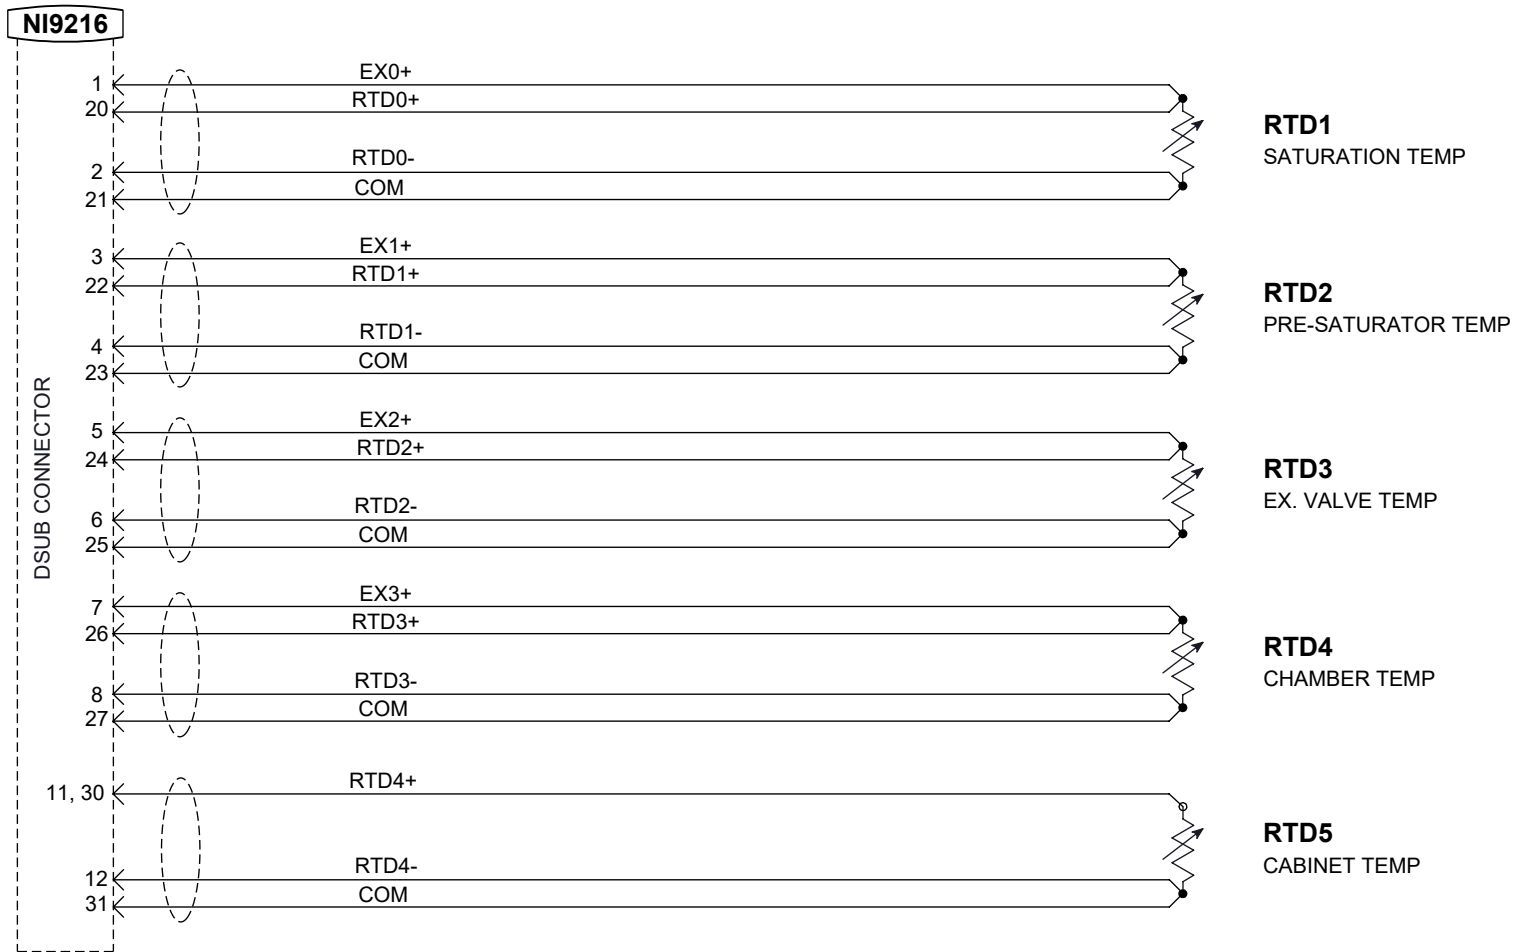 NI9216
DSUB CONNECTOR
1
EX0+
20
RTD0+
2
RTD0-
21
COM
RTD1
SATURATION TEMP
3
EX1+
22
RTD1+
4
RTD1-
23
COM
RTD2
PRE-SATURATOR TEMP
5
EX2+
24
RTD2+
6
RTD2-
25
COM
RTD3
EX. VALVE TEMP
7
EX3+
26
RTD3+
8
RTD3-
27
COM
RTD4
CHAMBER TEMP
11, 30
RTD4+
12
RTD4-
31
COM
RTD5
CABINET TEMP